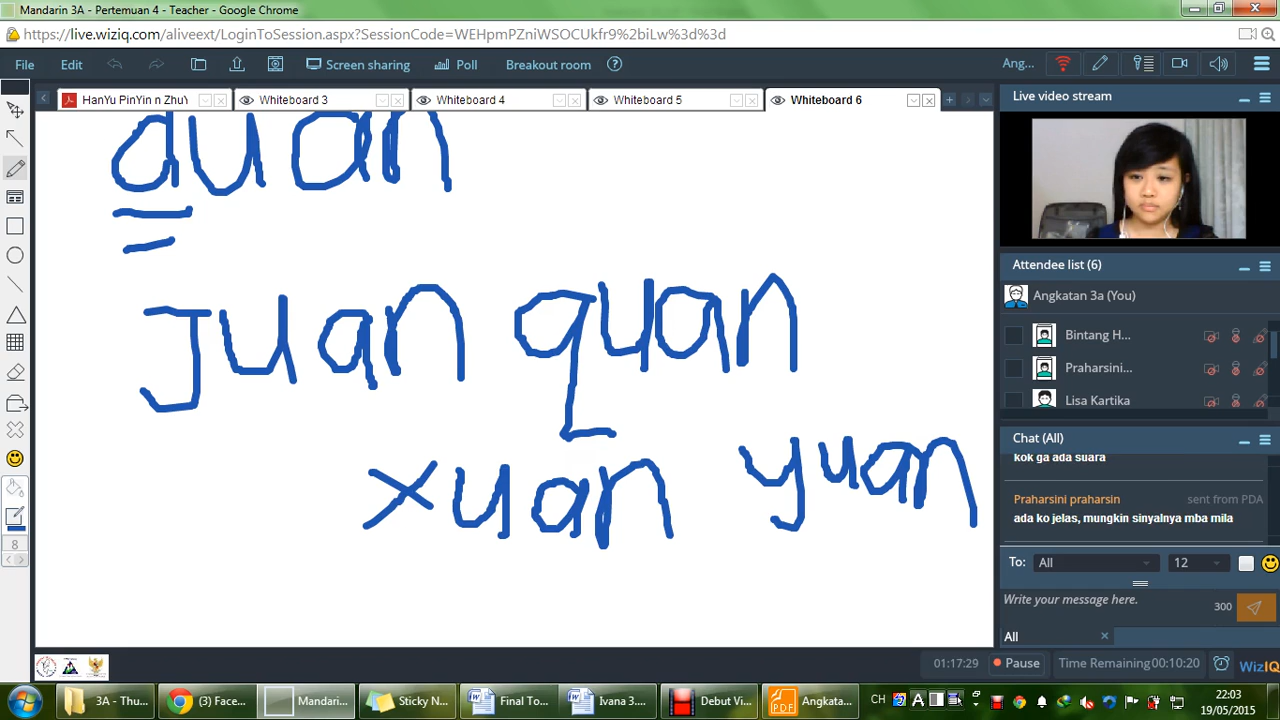 Mandarin 3A - Pertemuan 4 - Teacher - Google Chrome
https://live.wiziq.com/aliveext/LoginToSession.aspx?SessionCode=WEHpmPZniWSOCUkfr9%2biLw%3d%3d
File Edit Screen sharing Poll Breakout room Ang...
HanYu PinYin n ZhuY Whiteboard 3 Whiteboard 4 Whiteboard 5 Whiteboard 6
Live video stream
Attendee list (6)
Angkatan 3a (You)
Bintang H...
Praharsini...
Lisa Kartika
Chat (All)
kok ga ada suara
Praharsini praharsin sent from PDA
ada ko jelas, mungkin sinyalnya mba mila
To: All 12
Write your message here. 300
All
uan
juan quan
xuan yuan
8
01:17:29 Pause Time Remaining 00:10:20 WizIQ
3A - Thu... (3) Face... Mandari... Sticky N... Final To... Ivana 3.... Debut Vi... Angkata... CH 22:03
19/05/2015